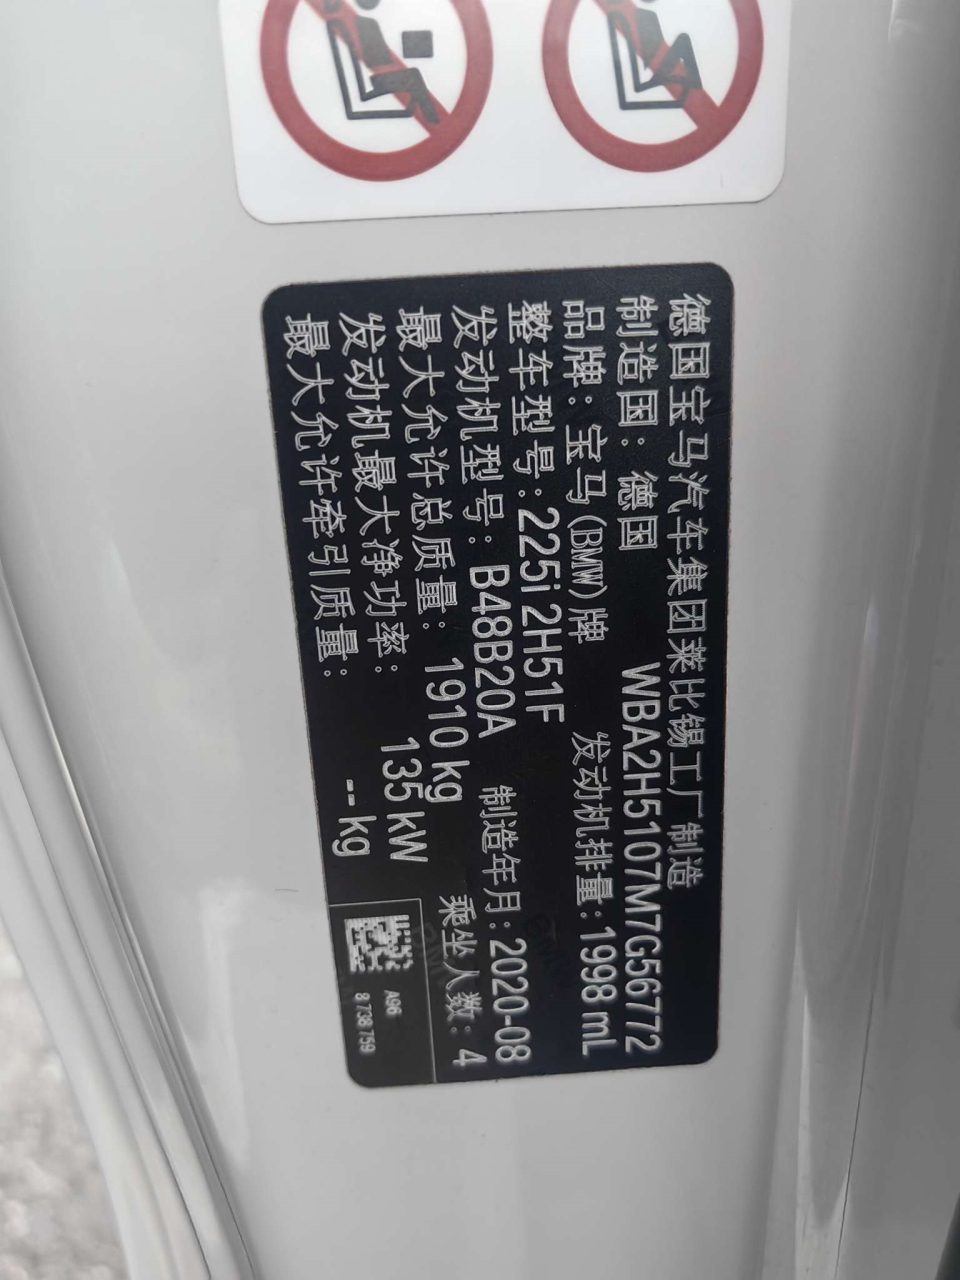 德国宝马汽车集团莱比锡工厂制造
制造国：德国 WBA2H5107M7G56772
品牌：宝马(BMW)牌 发动机排量：1998 mL
整车型号：225i 2H51F
发动机型号：B48B20A 制造年月：2020-08
最大允许总质量：1910 kg 乘坐人数：4
发动机最大净功率：135 kW
最大允许牵引质量：-- kg
A96
8 738 759